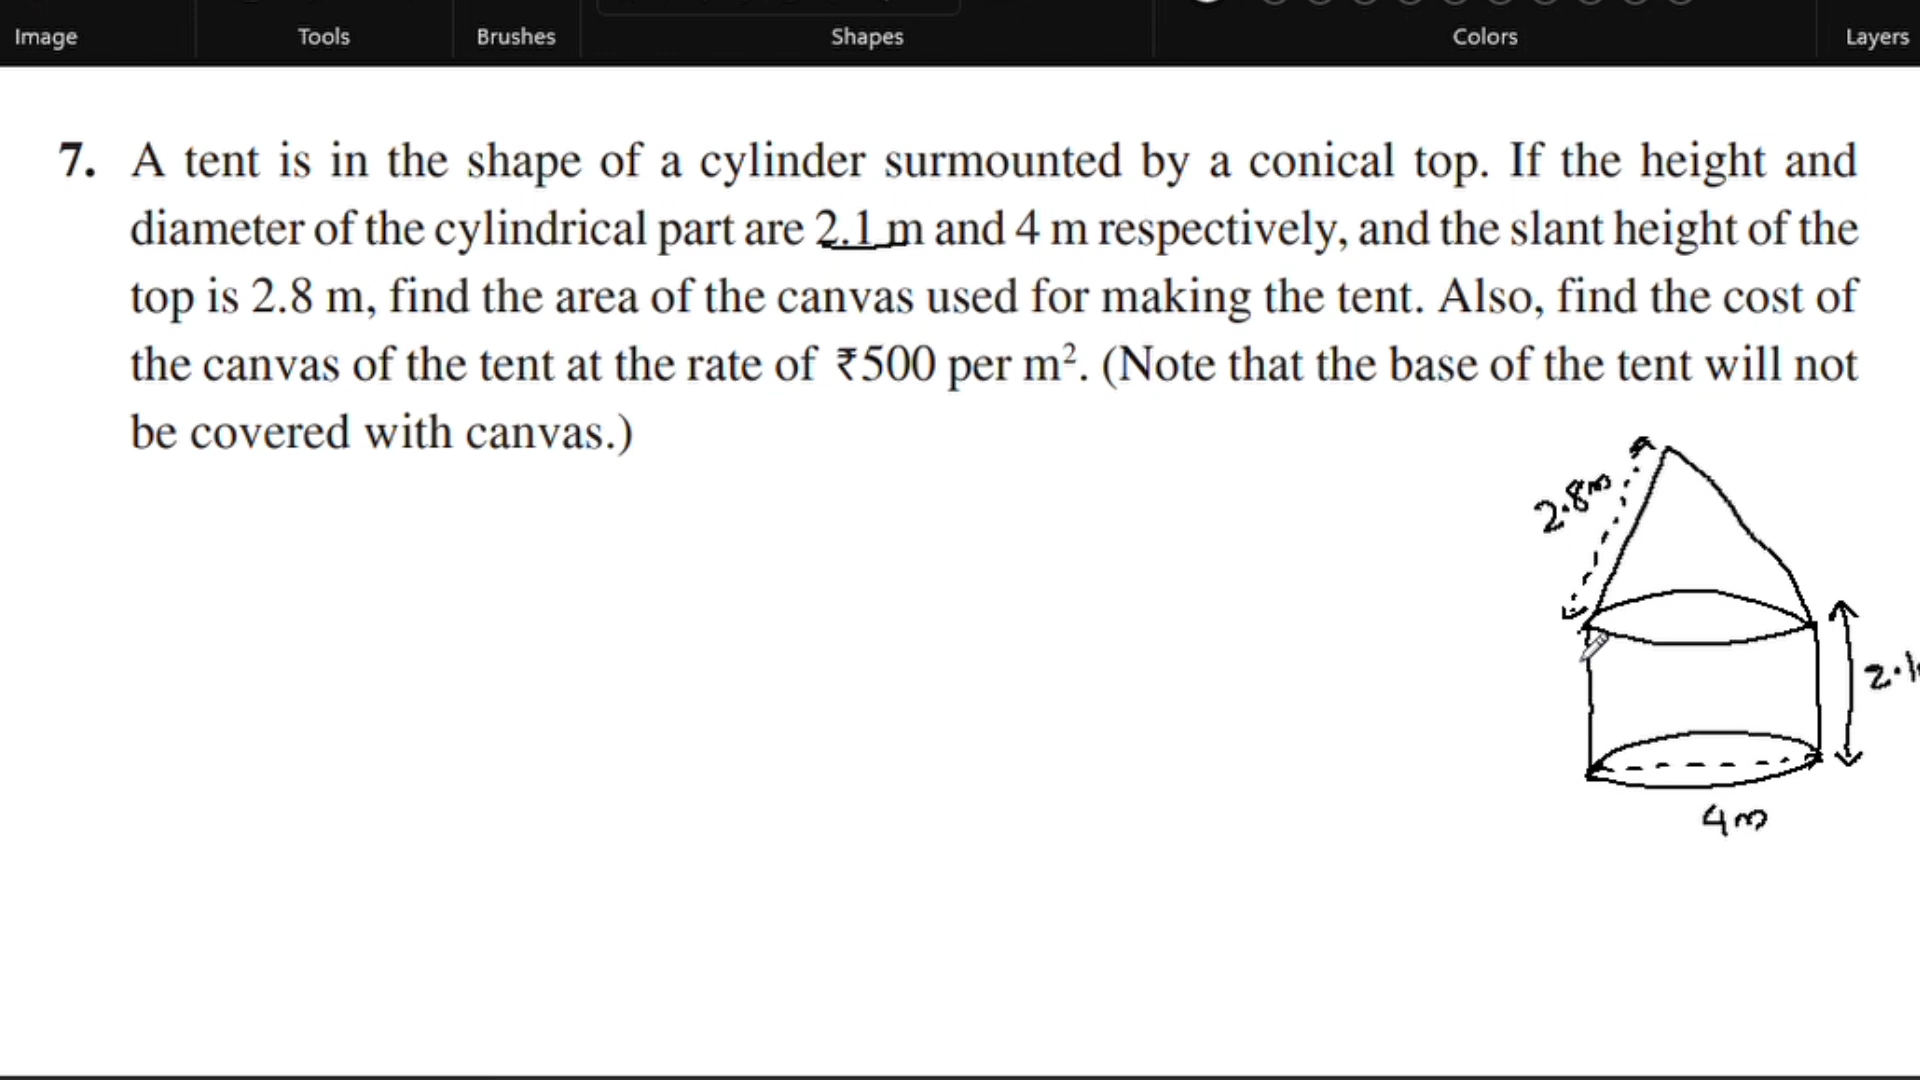 Image Tools Brushes Shapes Colors Layers
7. A tent is in the shape of a cylinder surmounted by a conical top. If the height and
diameter of the cylindrical part are 2.1 m and 4 m respectively, and the slant height of the
top is 2.8 m, find the area of the canvas used for making the tent. Also, find the cost of
the canvas of the tent at the rate of ₹500 per m². (Note that the base of the tent will not
be covered with canvas.)
2.8m
2.1
4m